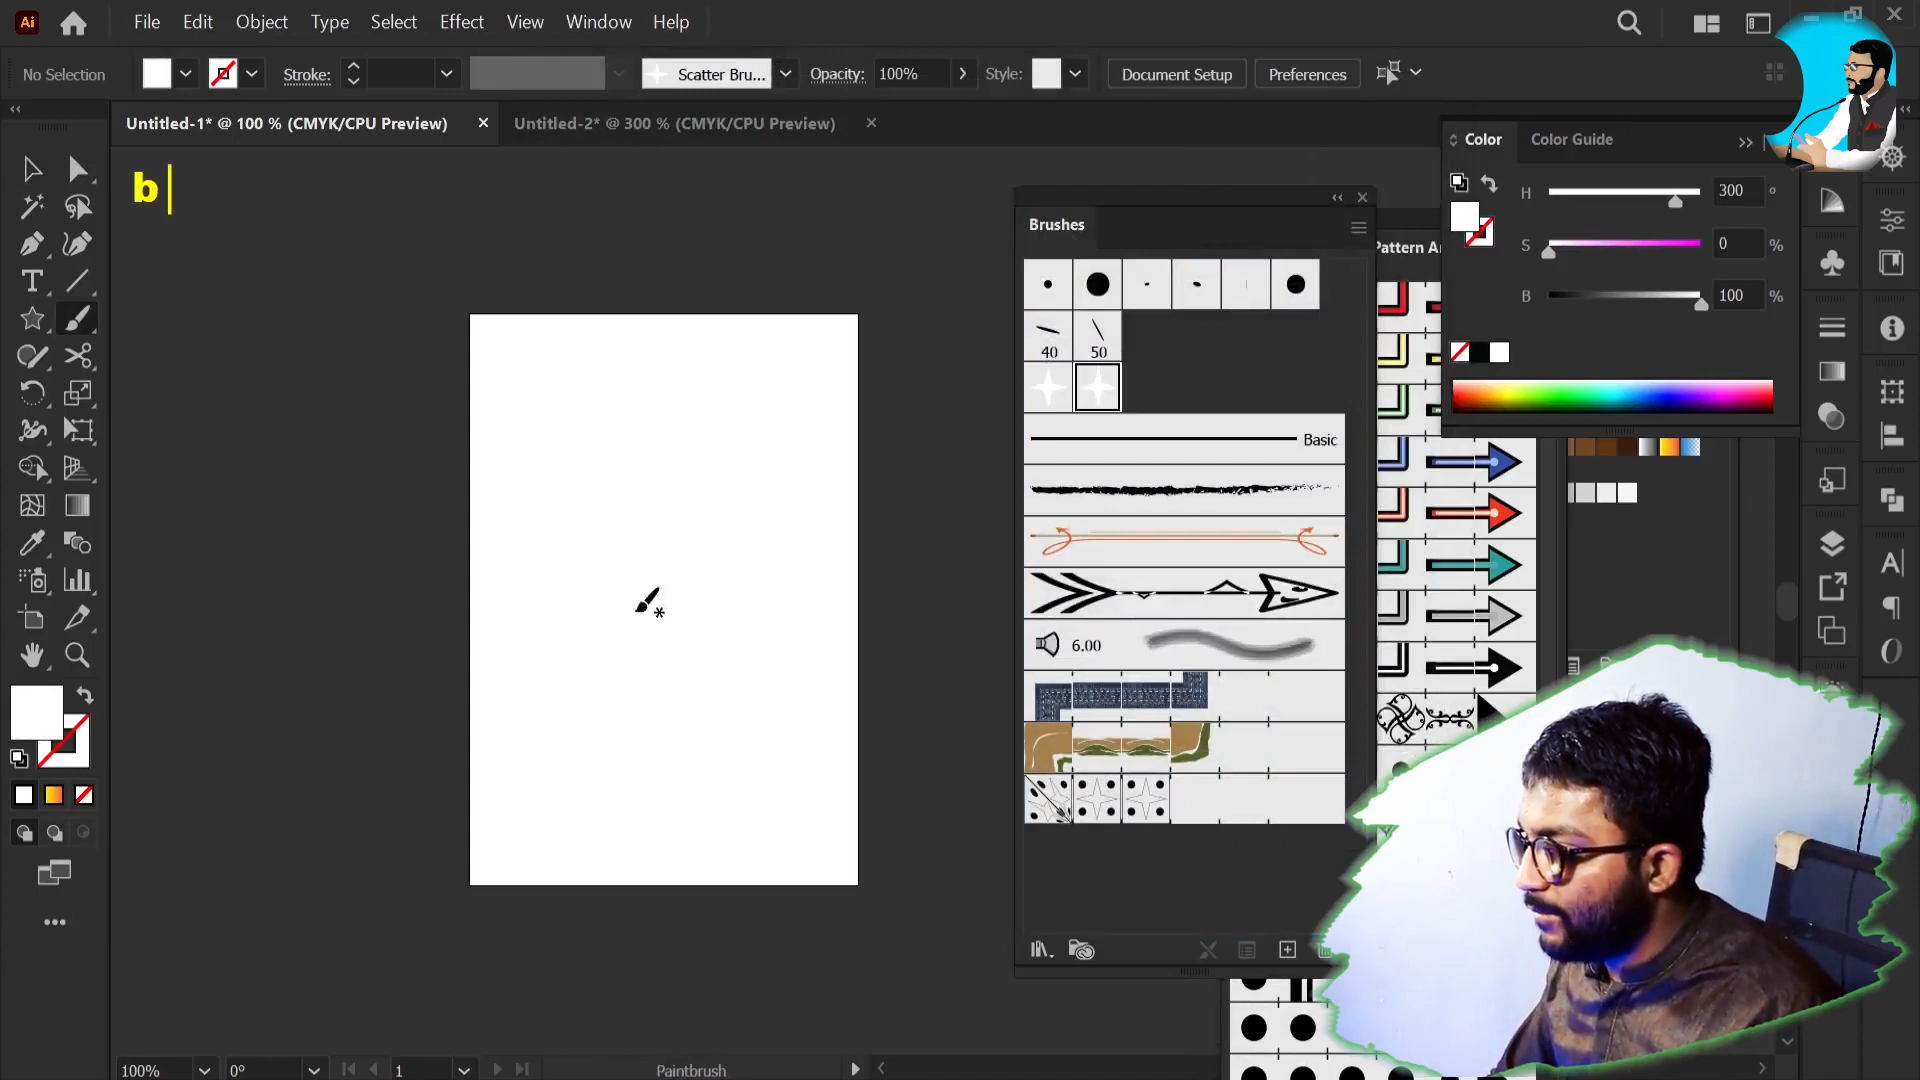 Ai File Edit Object Type Select Effect View Window Help
No Selection Stroke: Scatter Bru... Opacity: 100% Style: Document Setup Preferences
Untitled-1* @ 100 % (CMYK/CPU Preview) Untitled-2* @ 300 % (CMYK/CPU Preview)
Color Color Guide
b
H 300 °
S 0 %
B 100 %
Brushes
Pattern Ar
40 50
Basic
6.00
100% 0° 1 Paintbrush